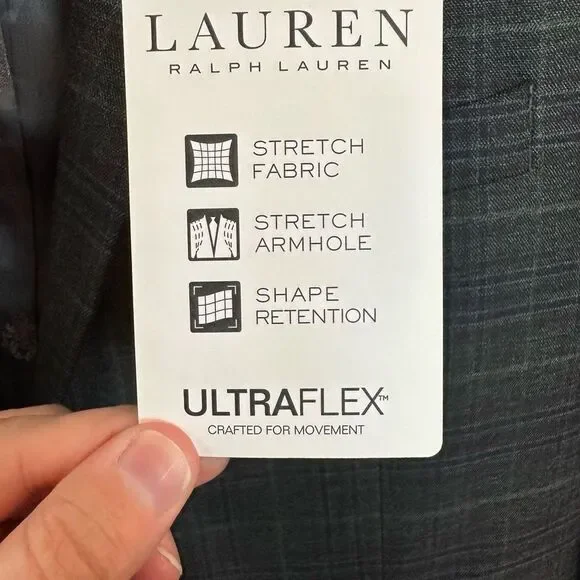 LAUREN
RALPH LAUREN
STRETCH
FABRIC
STRETCH
ARMHOLE
SHAPE
RETENTION
ULTRAFLEX™
CRAFTED FOR MOVEMENT